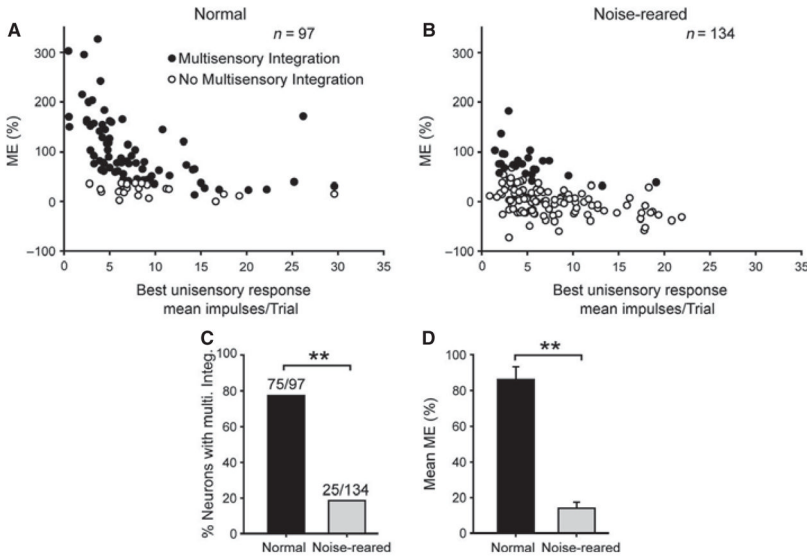 Normal
A
n = 97
Multisensory Integration
No Multisensory Integration
ME (%)
300
200
100
0
–100
0
5
10
15
20
25
30
35
Best unisensory response
mean impulses/Trial
Noise-reared
B
n = 134
ME (%)
300
200
100
0
–100
0
5
10
15
20
25
30
35
Best unisensory response
mean impulses/Trial
C
% Neurons with multi. Integ.
100
80
60
40
20
0
**
75/97
25/134
Normal
Noise-reared
D
Mean ME (%)
100
80
60
40
20
0
**
Normal
Noise-reared